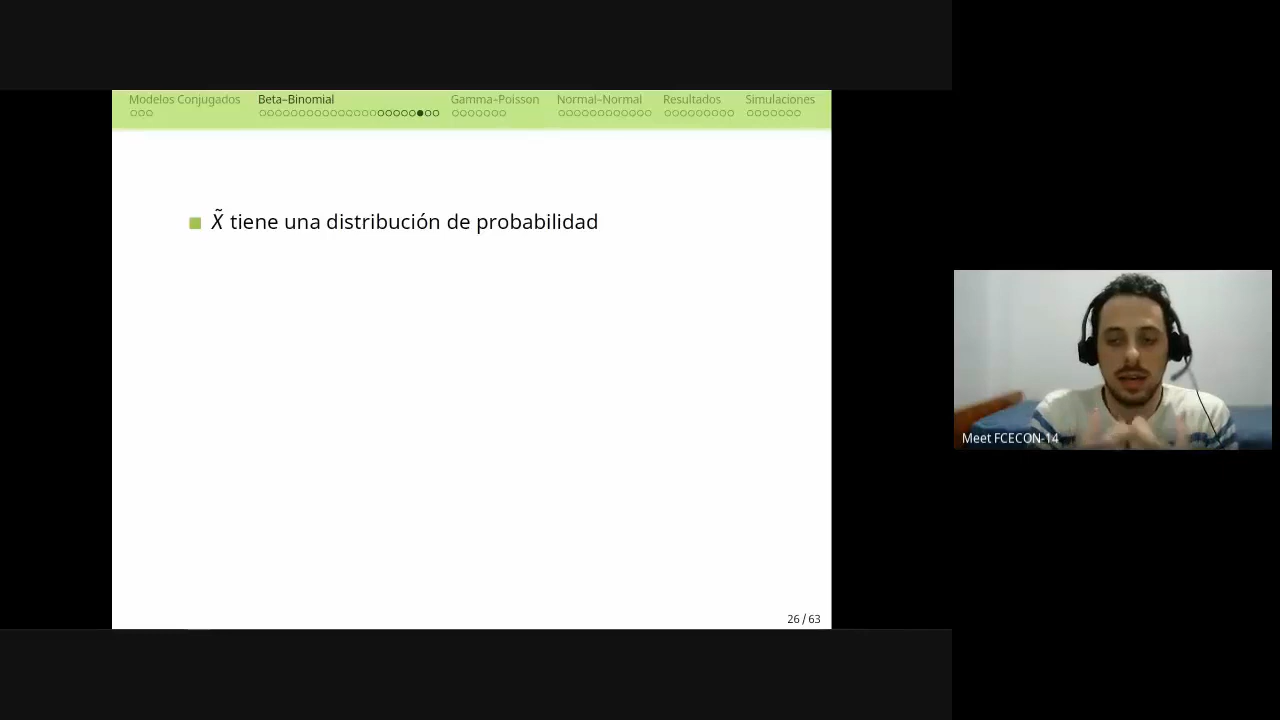 Modelos Conjugados Beta–Binomial Gamma–Poisson Normal–Normal Resultados Simulaciones
X̃ tiene una distribución de probabilidad
Meet FCECON-14
26 / 63